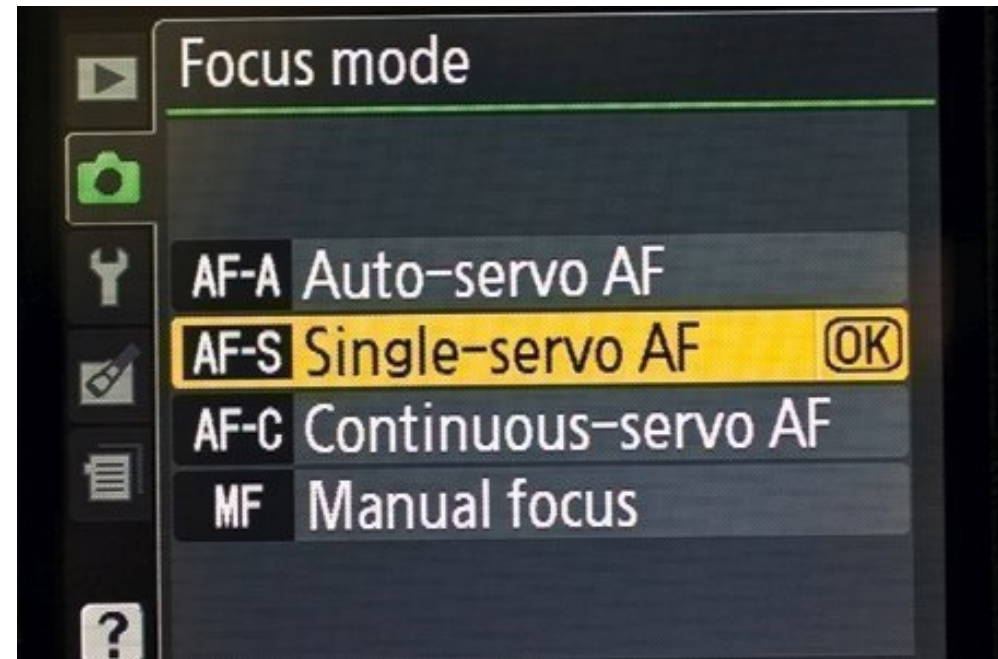 Focus mode
AF-A Auto-servo AF
AF-S Single-servo AF OK
AF-C Continuous-servo AF
MF Manual focus
?